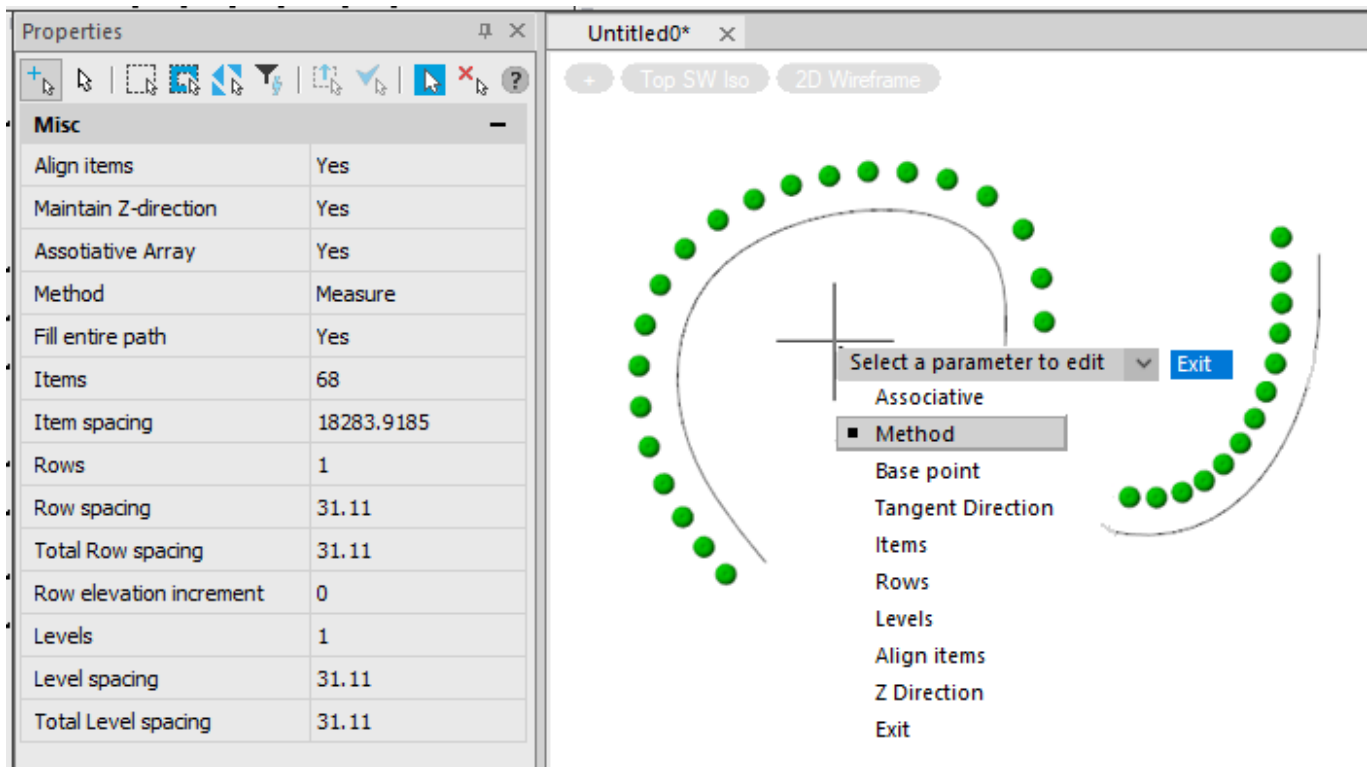 Properties
Misc
Align items Yes
Maintain Z-direction Yes
Assotiative Array Yes
Method Measure
Fill entire path Yes
Items 68
Item spacing 18283.9185
Rows 1
Row spacing 31.11
Total Row spacing 31.11
Row elevation increment 0
Levels 1
Level spacing 31.11
Total Level spacing 31.11
Untitled0*
+ Top SW Iso 2D Wireframe
Select a parameter to edit Exit
Associative
Method
Base point
Tangent Direction
Items
Rows
Levels
Align items
Z Direction
Exit